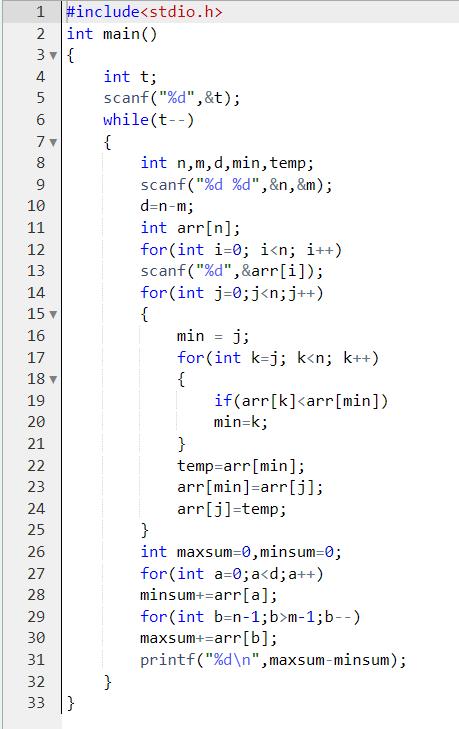 1 #include<stdio.h>
2 int main()
3 {
4     int t;
5     scanf("%d",&t);
6     while(t--)
7     {
8         int n,m,d,min,temp;
9         scanf("%d %d",&n,&m);
10         d=n-m;
11         int arr[n];
12         for(int i=0; i<n; i++)
13         scanf("%d",&arr[i]);
14         for(int j=0;j<n;j++)
15         {
16             min = j;
17             for(int k=j; k<n; k++)
18             {
19                 if(arr[k]<arr[min])
20                 min=k;
21             }
22             temp=arr[min];
23             arr[min]=arr[j];
24             arr[j]=temp;
25         }
26         int maxsum=0,minsum=0;
27         for(int a=0;a<d;a++)
28         minsum+=arr[a];
29         for(int b=n-1;b>m-1;b--)
30         maxsum+=arr[b];
31         printf("%d\n",maxsum-minsum);
32     }
33 }